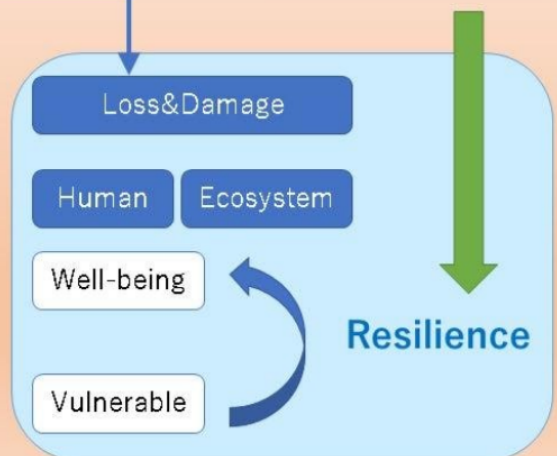 Loss&Damage
Human
Ecosystem
Well-being
Resilience
Vulnerable